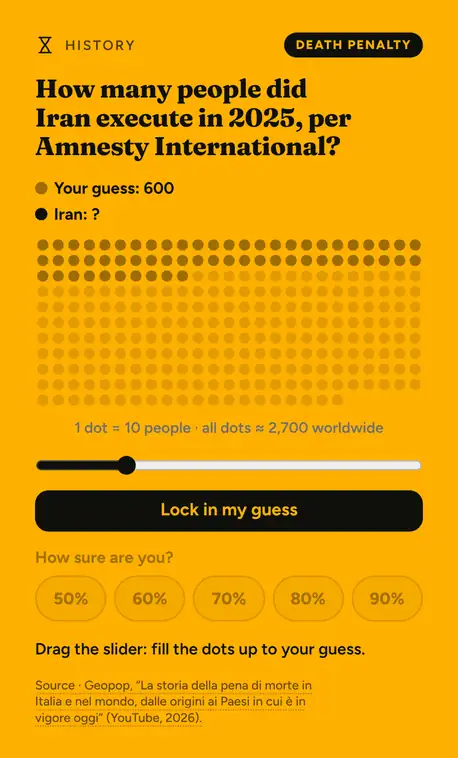 HISTORY
DEATH PENALTY
How many people did
Iran execute in 2025, per
Amnesty International?
Your guess: 600
Iran: ?
1 dot = 10 people · all dots ≈ 2,700 worldwide
Lock in my guess
How sure are you?
50% 60% 70% 80% 90%
Drag the slider: fill the dots up to your guess.
Source · Geopop, “La storia della pena di morte in
Italia e nel mondo, dalle origini ai Paesi in cui è in
vigore oggi” (YouTube, 2026).